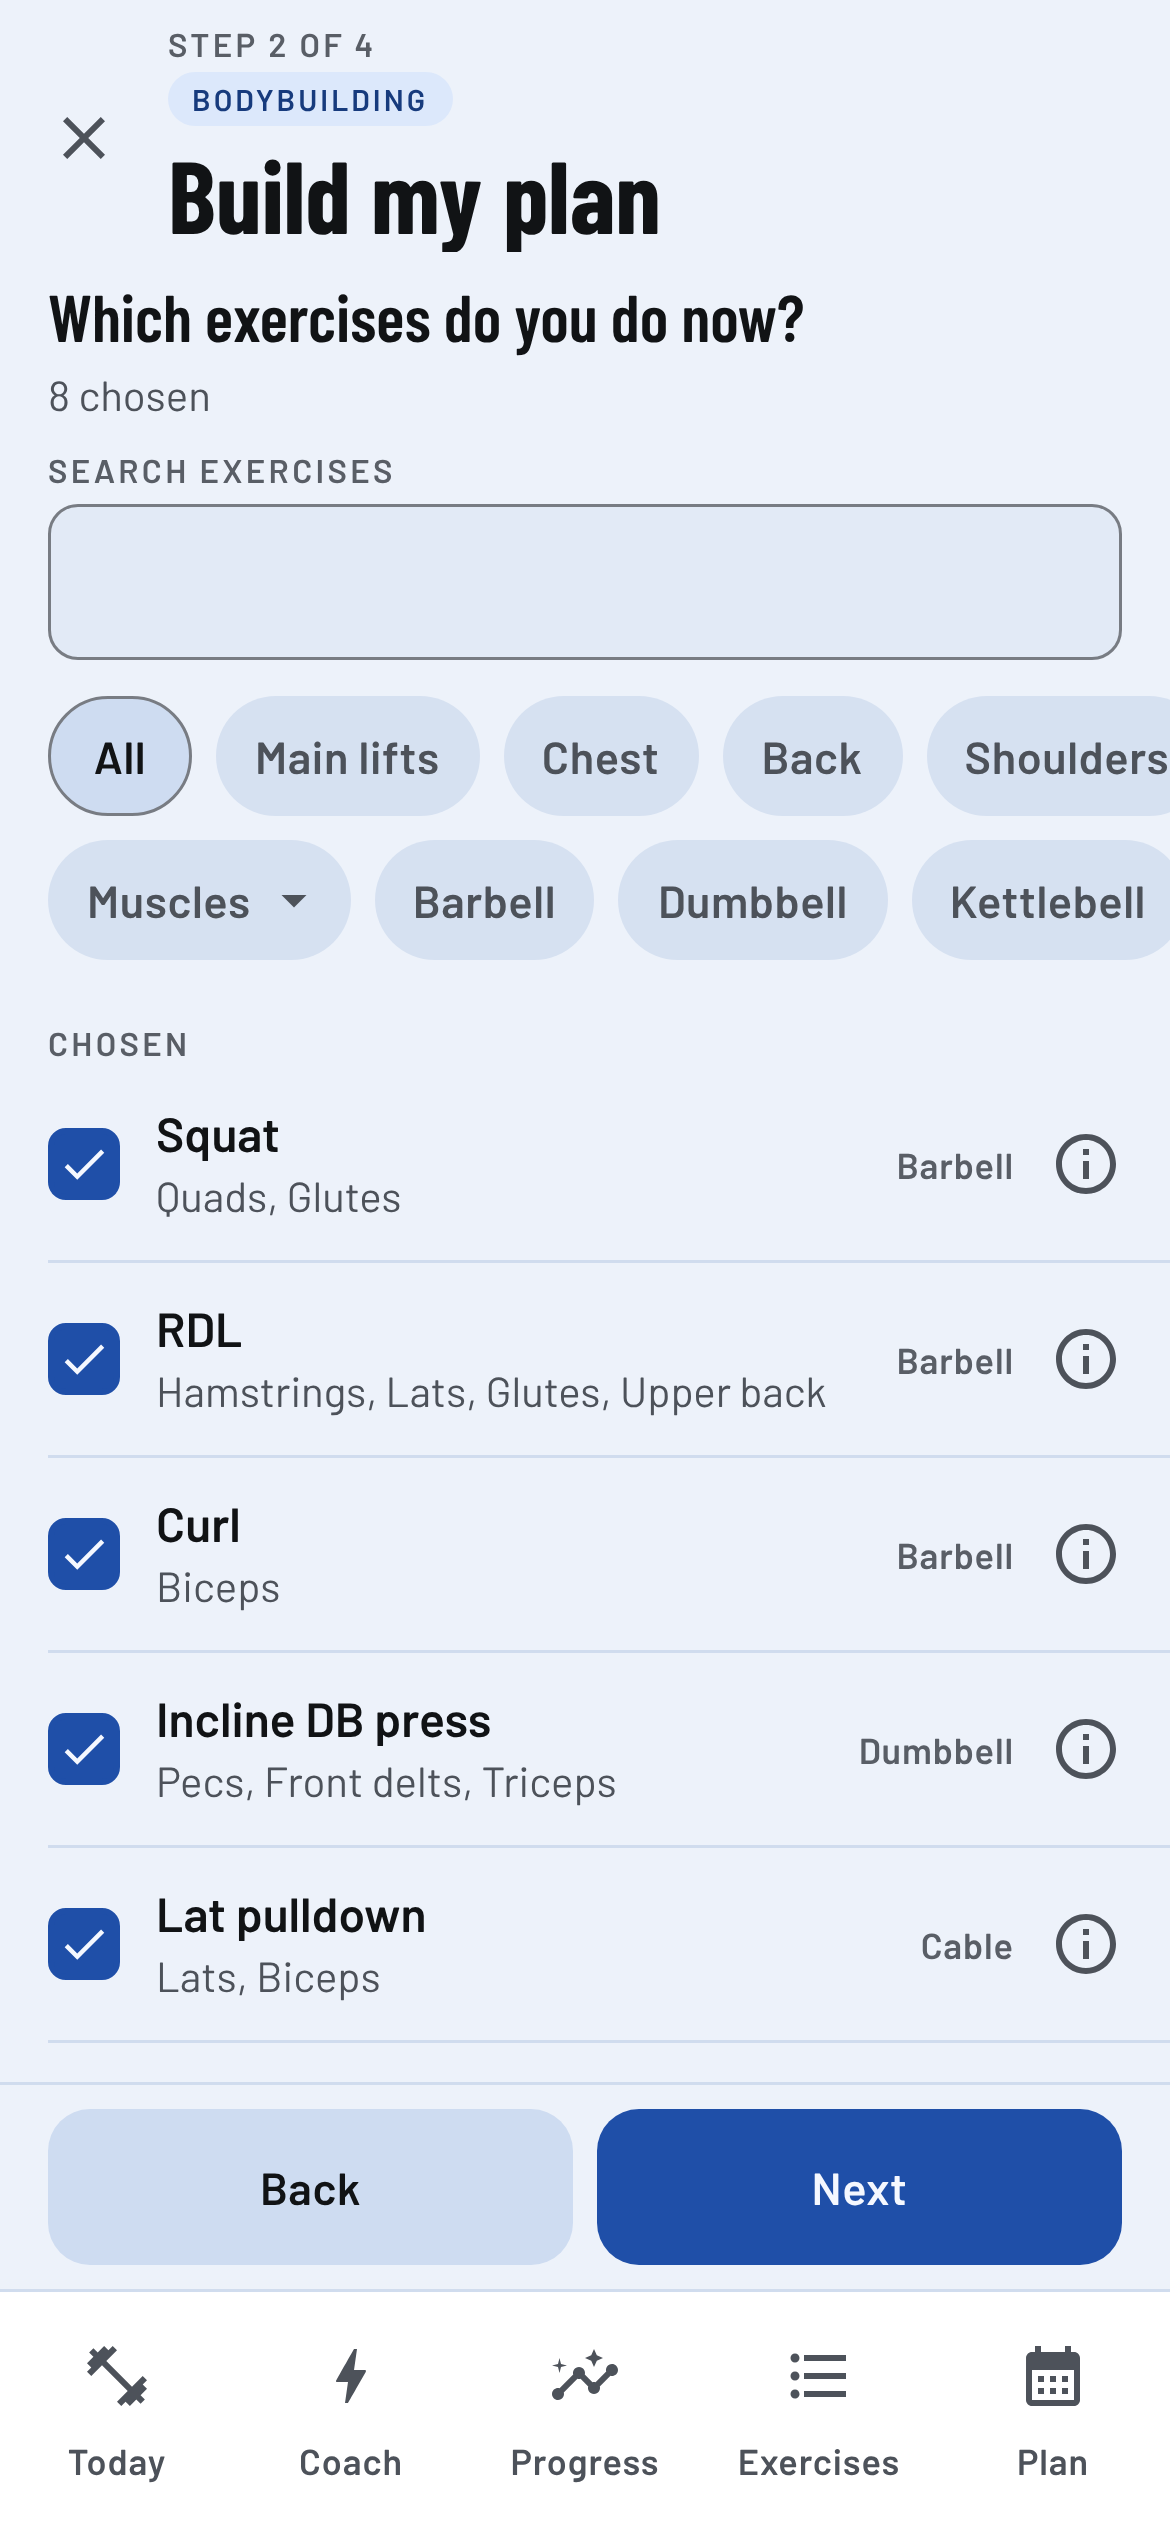 STEP 2 OF 4
BODYBUILDING
Build my plan
Which exercises do you do now?
8 chosen
SEARCH EXERCISES
All
Main lifts
Chest
Back
Shoulders
Muscles
Barbell
Dumbbell
Kettlebell
CHOSEN
Squat
Quads, Glutes
Barbell
RDL
Hamstrings, Lats, Glutes, Upper back
Barbell
Curl
Biceps
Barbell
Incline DB press
Pecs, Front delts, Triceps
Dumbbell
Lat pulldown
Lats, Biceps
Cable
Back
Next
Today
Coach
Progress
Exercises
Plan